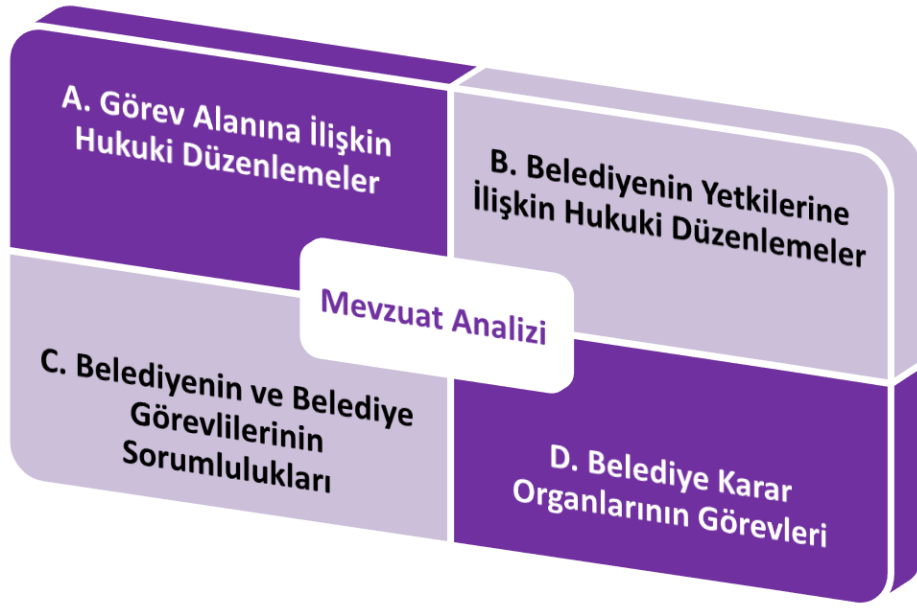 A. Görev Alanına İlişkin
Hukuki Düzenlemeler
B. Belediyenin Yetkilerine
İlişkin Hukuki Düzenlemeler
Mevzuat Analizi
C. Belediyenin ve Belediye
Görevlilerinin
Sorumlulukları
D. Belediye Karar
Organlarının Görevleri